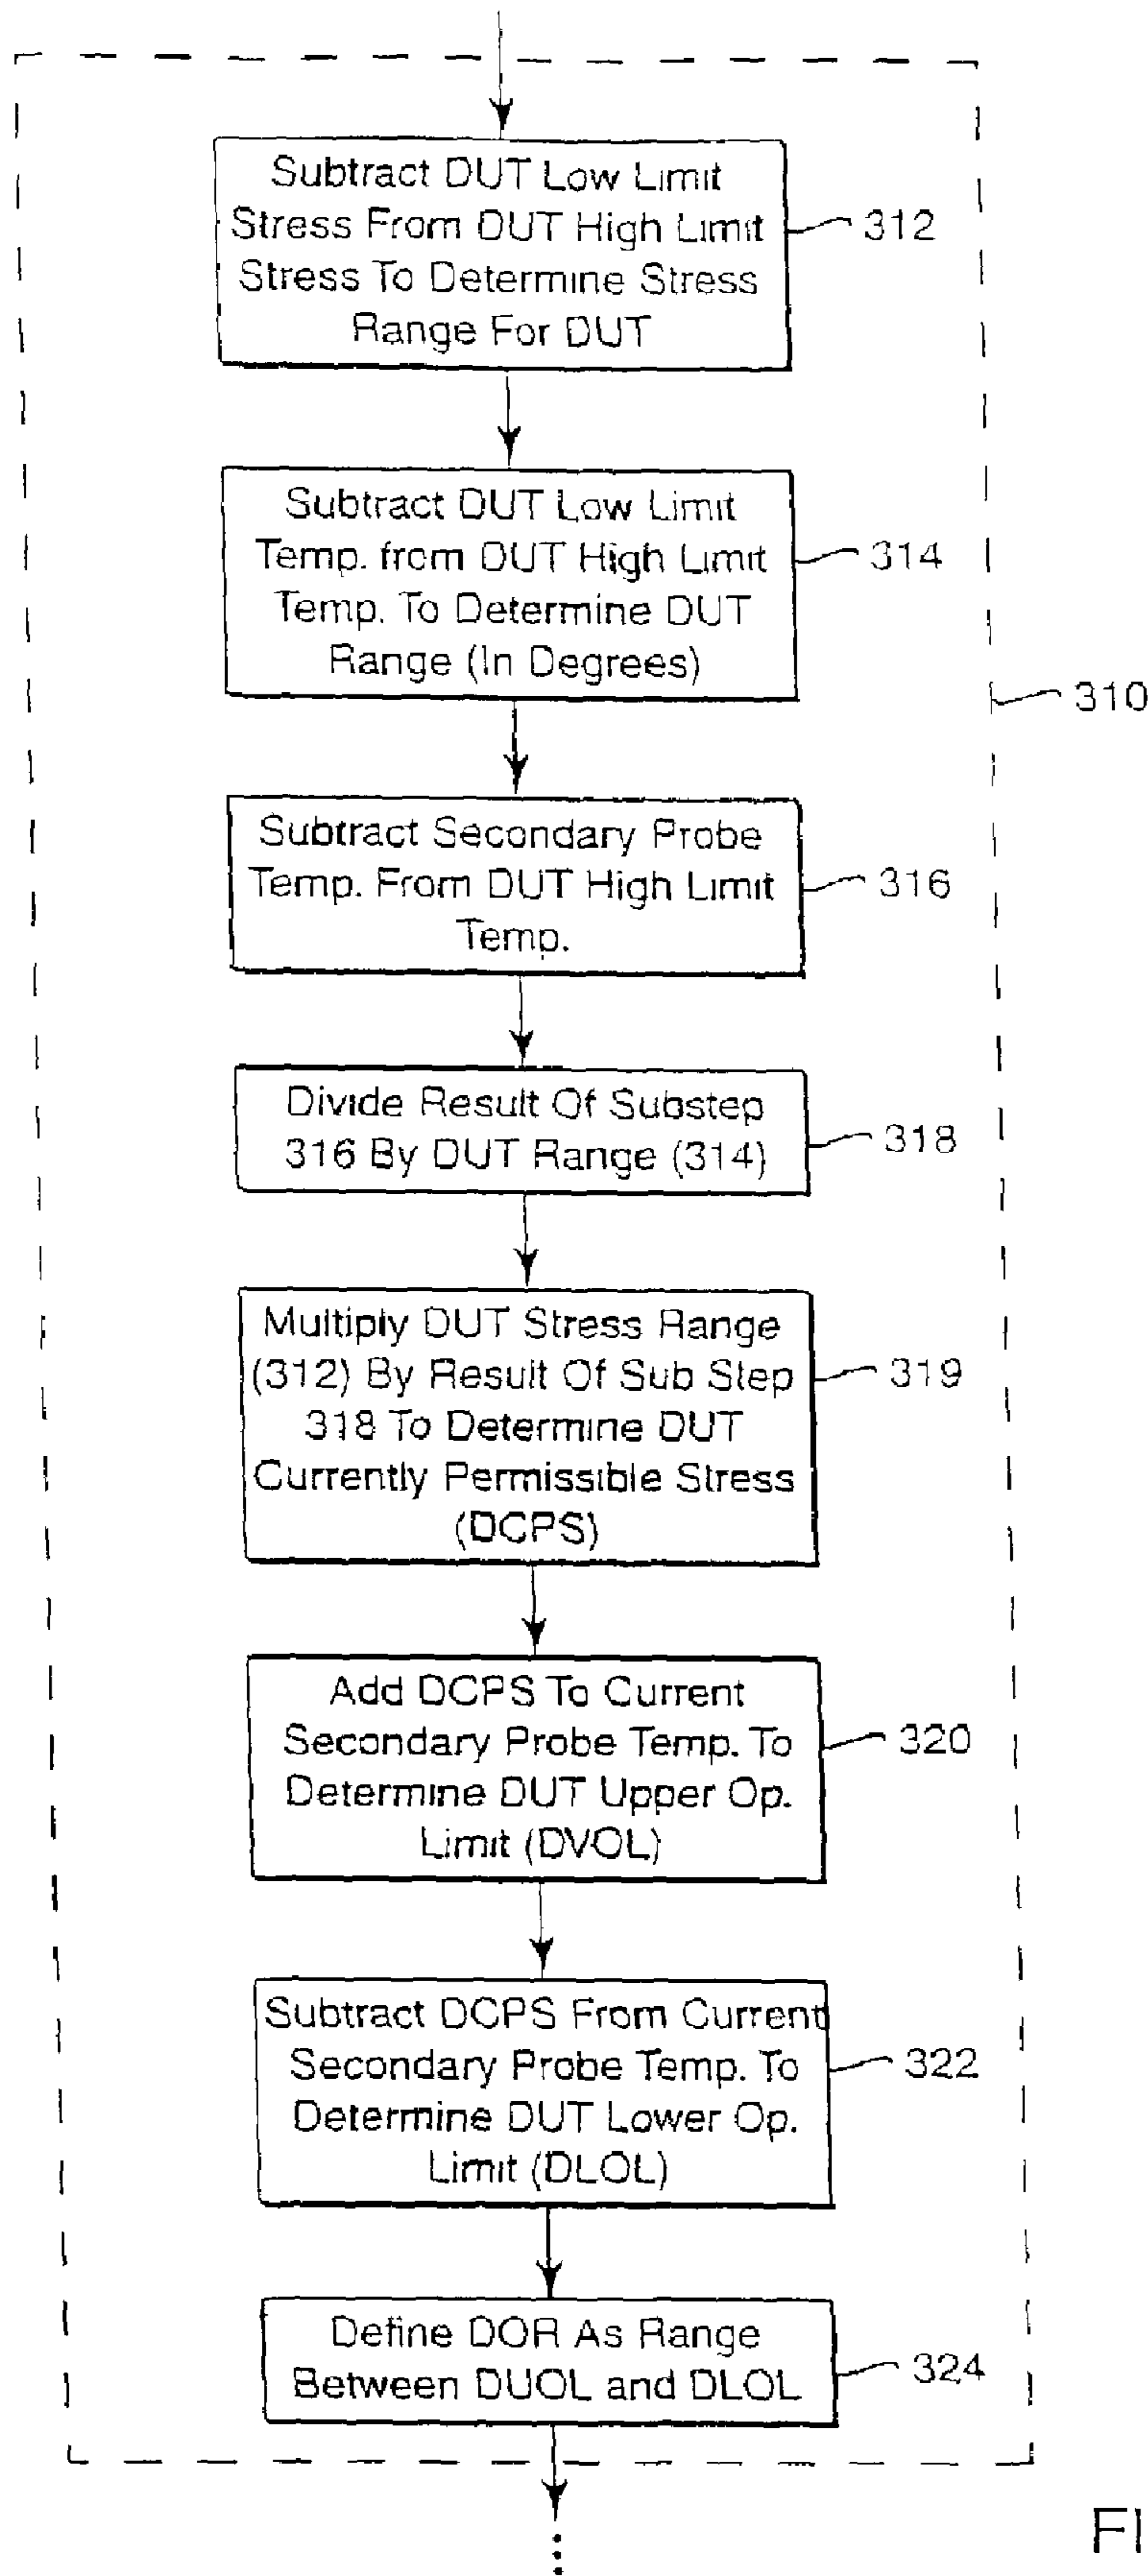 Subtract DUT Low Limit
Stress From DUT High Limit
Stress To Determine Stress
Range For DUT
312
Subtract DUT Low Limit
Temp. from DUT High Limit
Temp. To Determine DUT
Range (In Degrees)
314
310
Subtract Secondary Probe
Temp. From DUT High Limit
Temp.
316
Divide Result Of Substep
316 By DUT Range (314)
318
Multiply DUT Stress Range
(312) By Result Of Sub Step
318 To Determine DUT
Currently Permissible Stress
(DCPS)
319
Add DCPS To Current
Secondary Probe Temp. To
Determine DUT Upper Op.
Limit (DVOL)
320
Subtract DCPS From Current
Secondary Probe Temp. To
Determine DUT Lower Op.
Limit (DLOL)
322
Define DOR As Range
Between DUOL and DLOL
324
FI